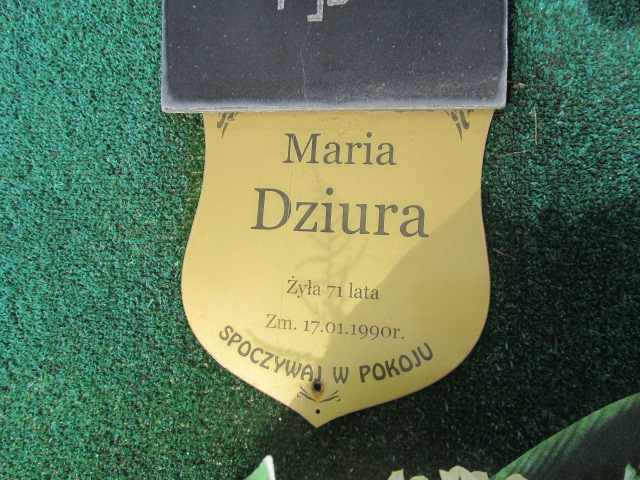 Maria
Dziura
Żyła 71 lata
Zm. 17.01.1990r.
SPOCZYWAJ W POKOJU